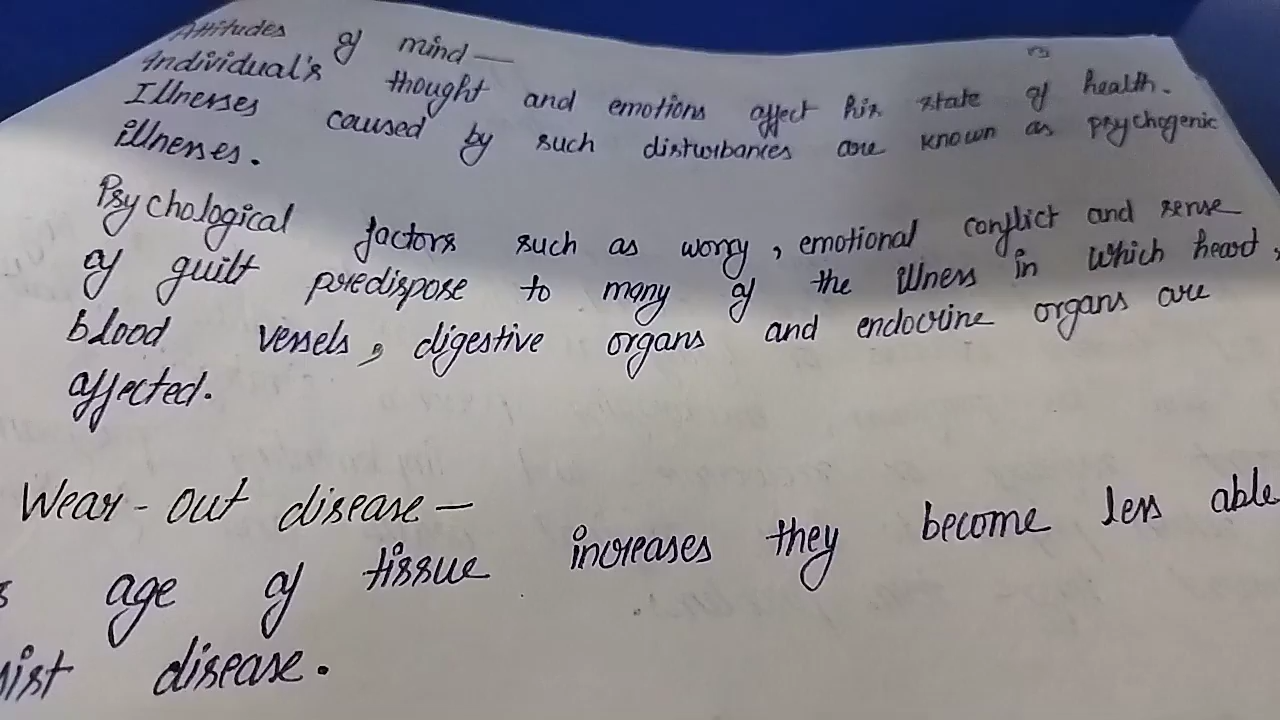 Attitudes of mind —
Individual's thought and emotions affect his state of health.
Illnesses caused by such disturbances are known as psychogenic
illnesses.
Psychological factors such as worry, emotional conflict and sense
of guilt predispose to many of the illness in which heart,
blood vessels, digestive organs and endocrine organs are
affected.
Wear-out disease —
age of tissue increases they become less able
disease.